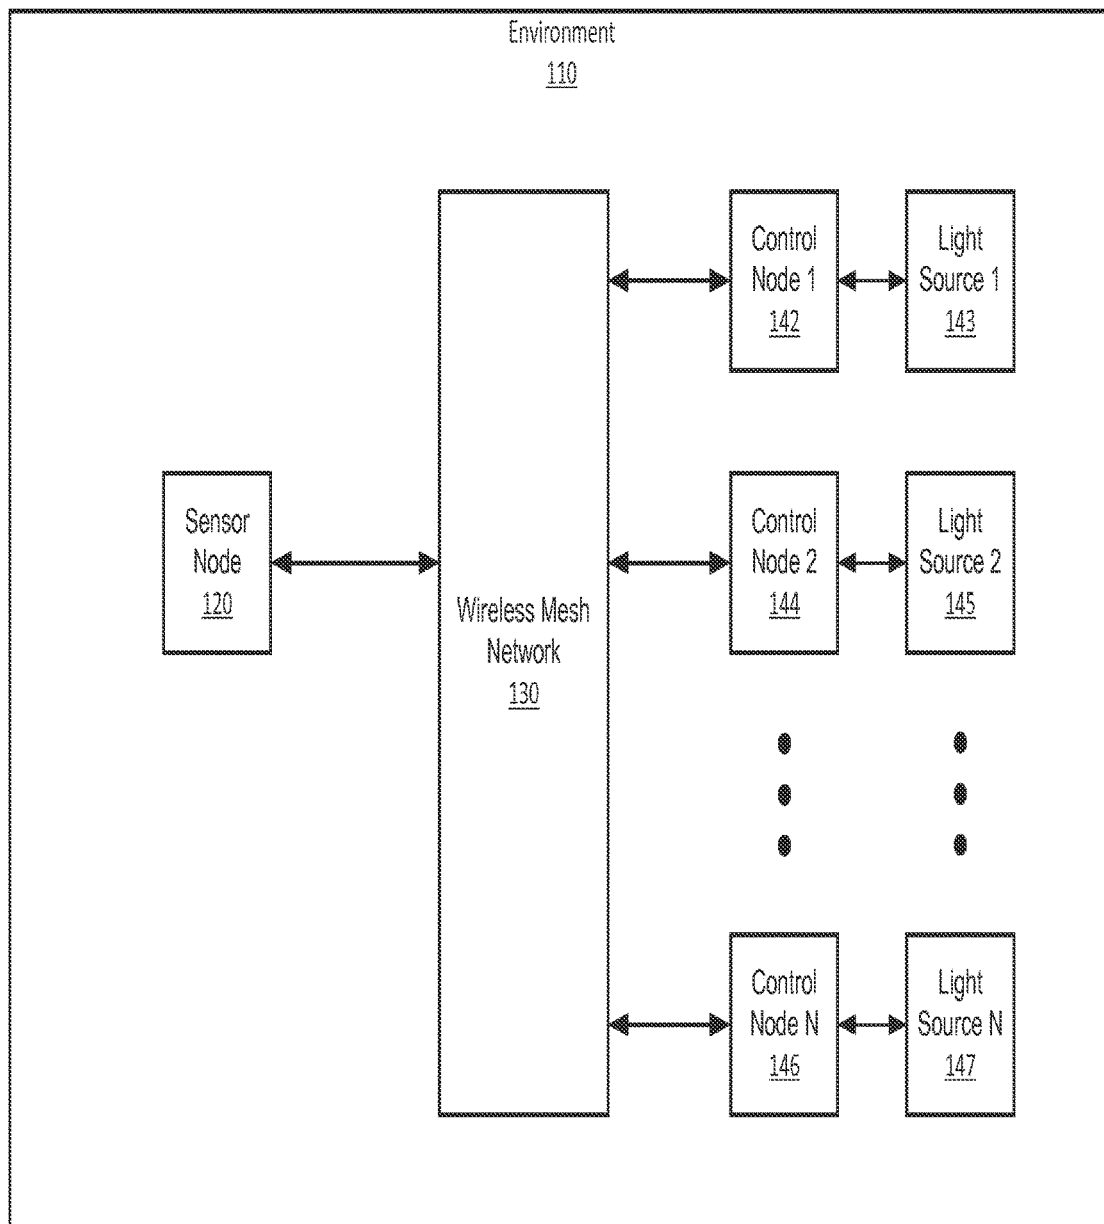 Environment
110
Control
Node 1
142
Light
Source 1
143
Sensor
Node
120
Wireless Mesh
Network
130
Control
Node 2
144
Light
Source 2
145
Control
Node N
146
Light
Source N
147